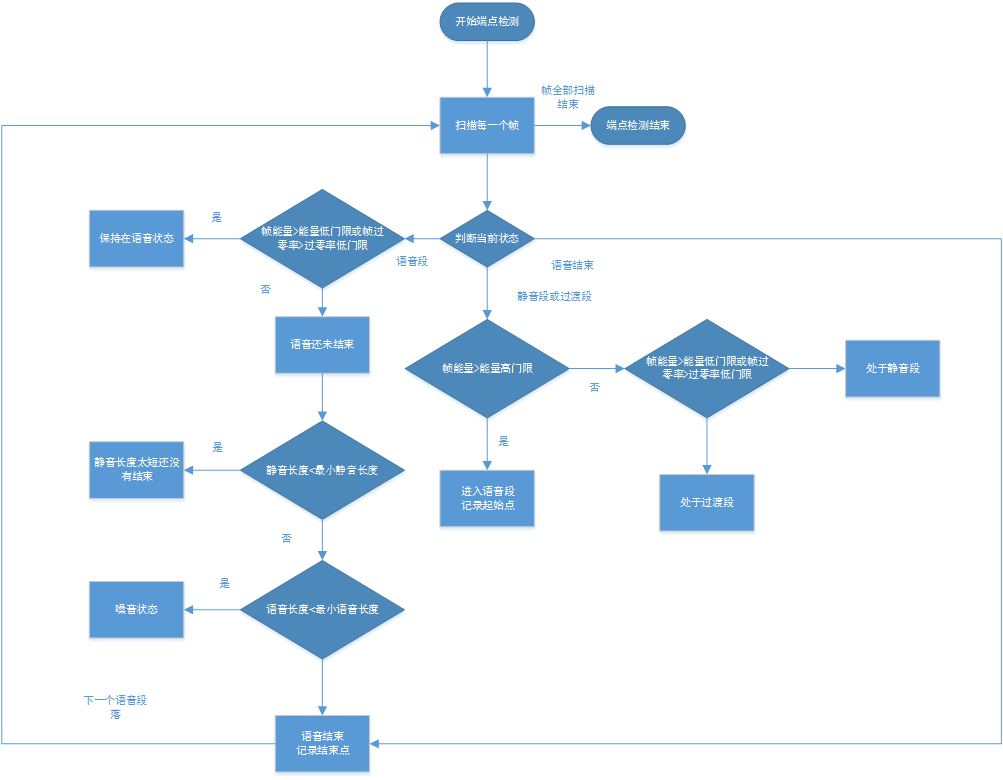 开始端点检测
帧全部扫描
结束
扫描每一个帧
端点检测结束
是
帧能量>能量低门限或帧过
零率>过零率低门限
保持在语音状态
判断当前状态
语音段
语音结束
否
静音段或过渡段
语音还未结束
帧能量>能量高门限
帧能量>能量低门限或帧过
零率>过零率低门限
处于静音段
否
是
是
静音长度太短还没
有结束
静音长度<最小静音长度
进入语音段
记录起始点
处于过渡段
否
是
噪音状态
语音长度<最小语音长度
下一个语音段
落
语音结束
记录结束点